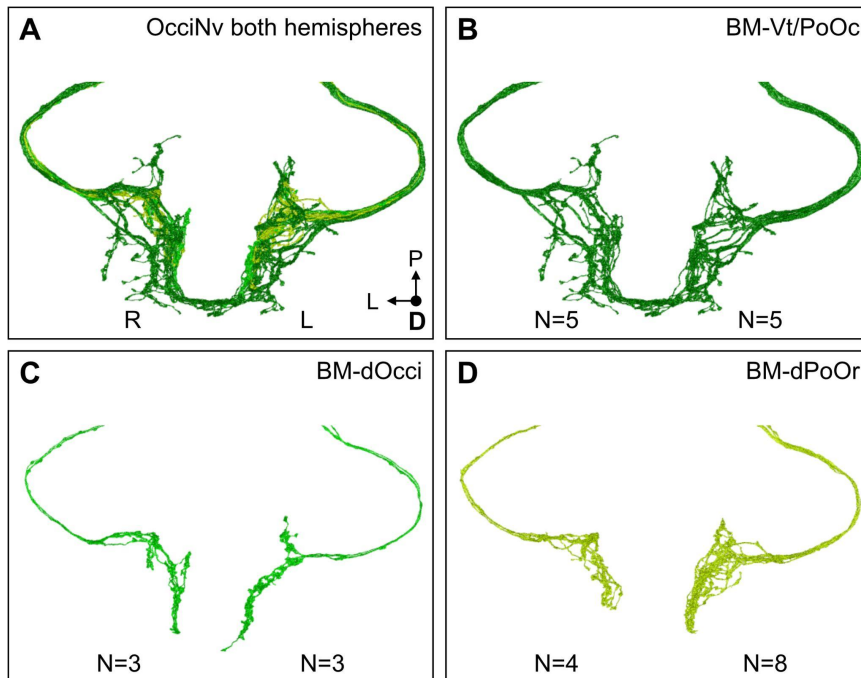 A OcciNv both hemispheres
P
L
D
R L
B BM-Vt/PoOc
N=5 N=5
C BM-dOcci
N=3 N=3
D BM-dPoOr
N=4 N=8